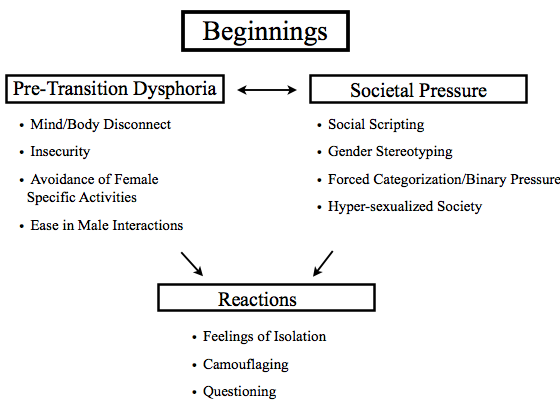 Beginnings
Pre-Transition Dysphoria
Societal Pressure
• Mind/Body Disconnect
• Insecurity
• Avoidance of Female
Specific Activities
• Ease in Male Interactions
• Social Scripting
• Gender Stereotyping
• Forced Categorization/Binary Pressure
• Hyper-sexualized Society
Reactions
• Feelings of Isolation
• Camouflaging
• Questioning